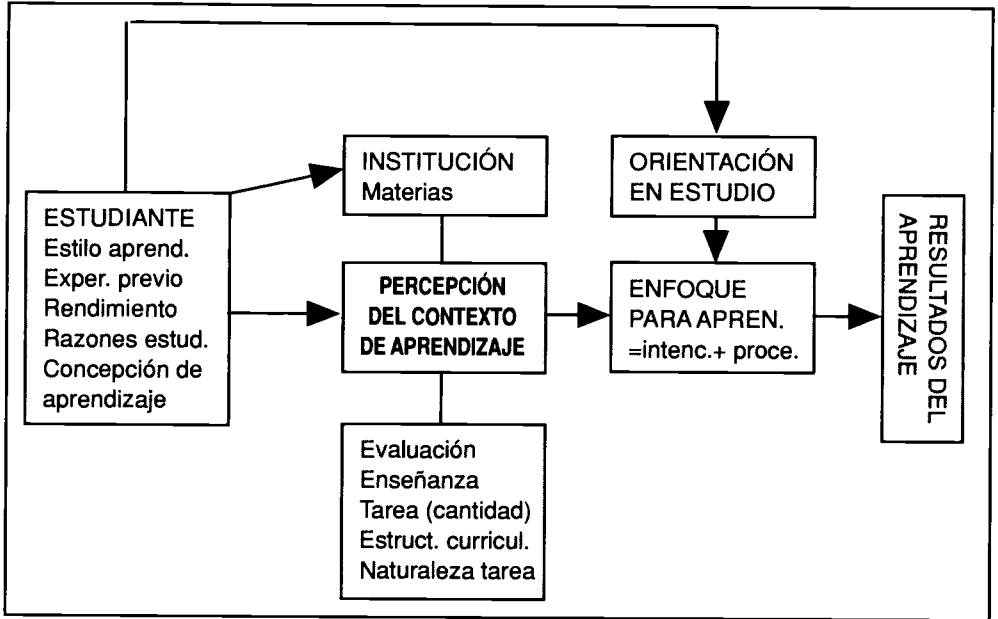 INSTITUCIÓN
Materias
ORIENTACIÓN
EN ESTUDIO
ESTUDIANTE
Estilo aprend.
Exper. previo
Rendimiento
Razones estud.
Concepción de
aprendizaje
PERCEPCIÓN
DEL CONTEXTO
DE APRENDIZAJE
ENFOQUE
PARA APREN.
=intenc.+ proce.
RESULTADOS DEL
APRENDIZAJE
Evaluación
Enseñanza
Tarea (cantidad)
Estruct. curricul.
Naturaleza tarea